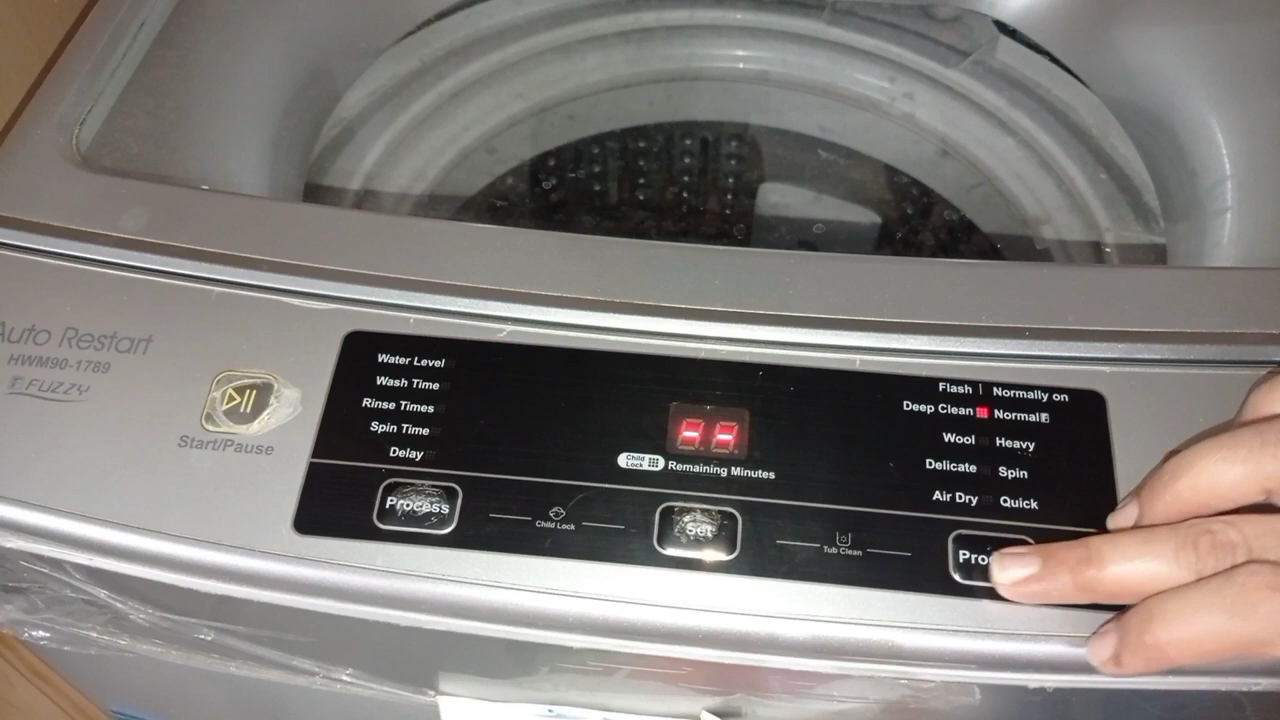 Auto Restart
HWM90-1789
FUZZY
Start/Pause
Water Level
Wash Time
Rinse Times
Spin Time
Delay
Process
Child Lock
--
Child Lock
Remaining Minutes
Set
Tub Clean
Flash | Normally on
Deep Clean Normal F
Wool Heavy
Delicate Spin
Air Dry Quick